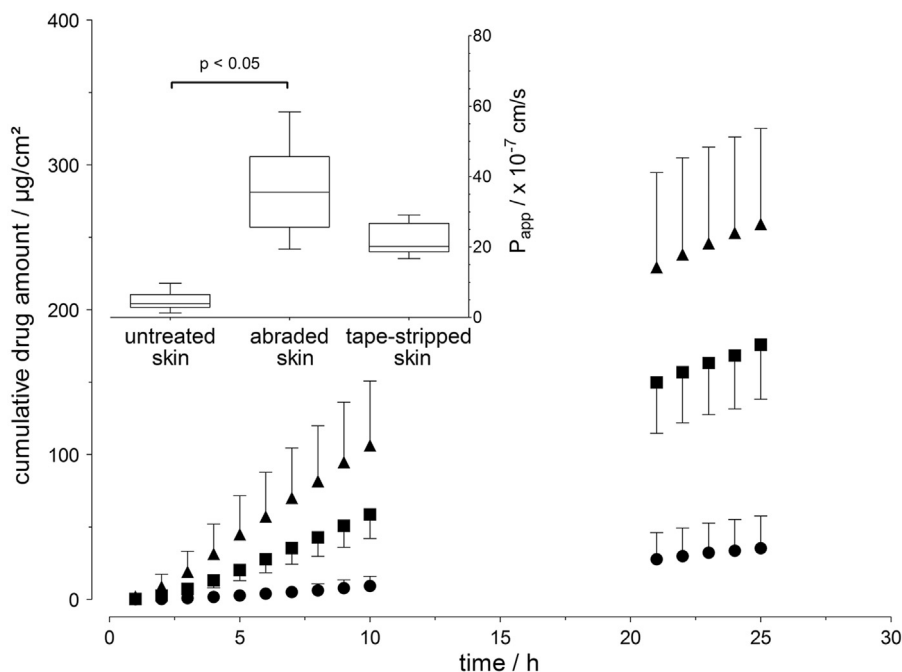 400
300
200
100
0
cumulative drug amount / µg/cm²
p < 0.05
80
60
40
20
0
P_app / x 10⁻⁷ cm/s
untreated skin
abraded skin
tape-stripped skin
0
5
10
15
20
25
30
time / h